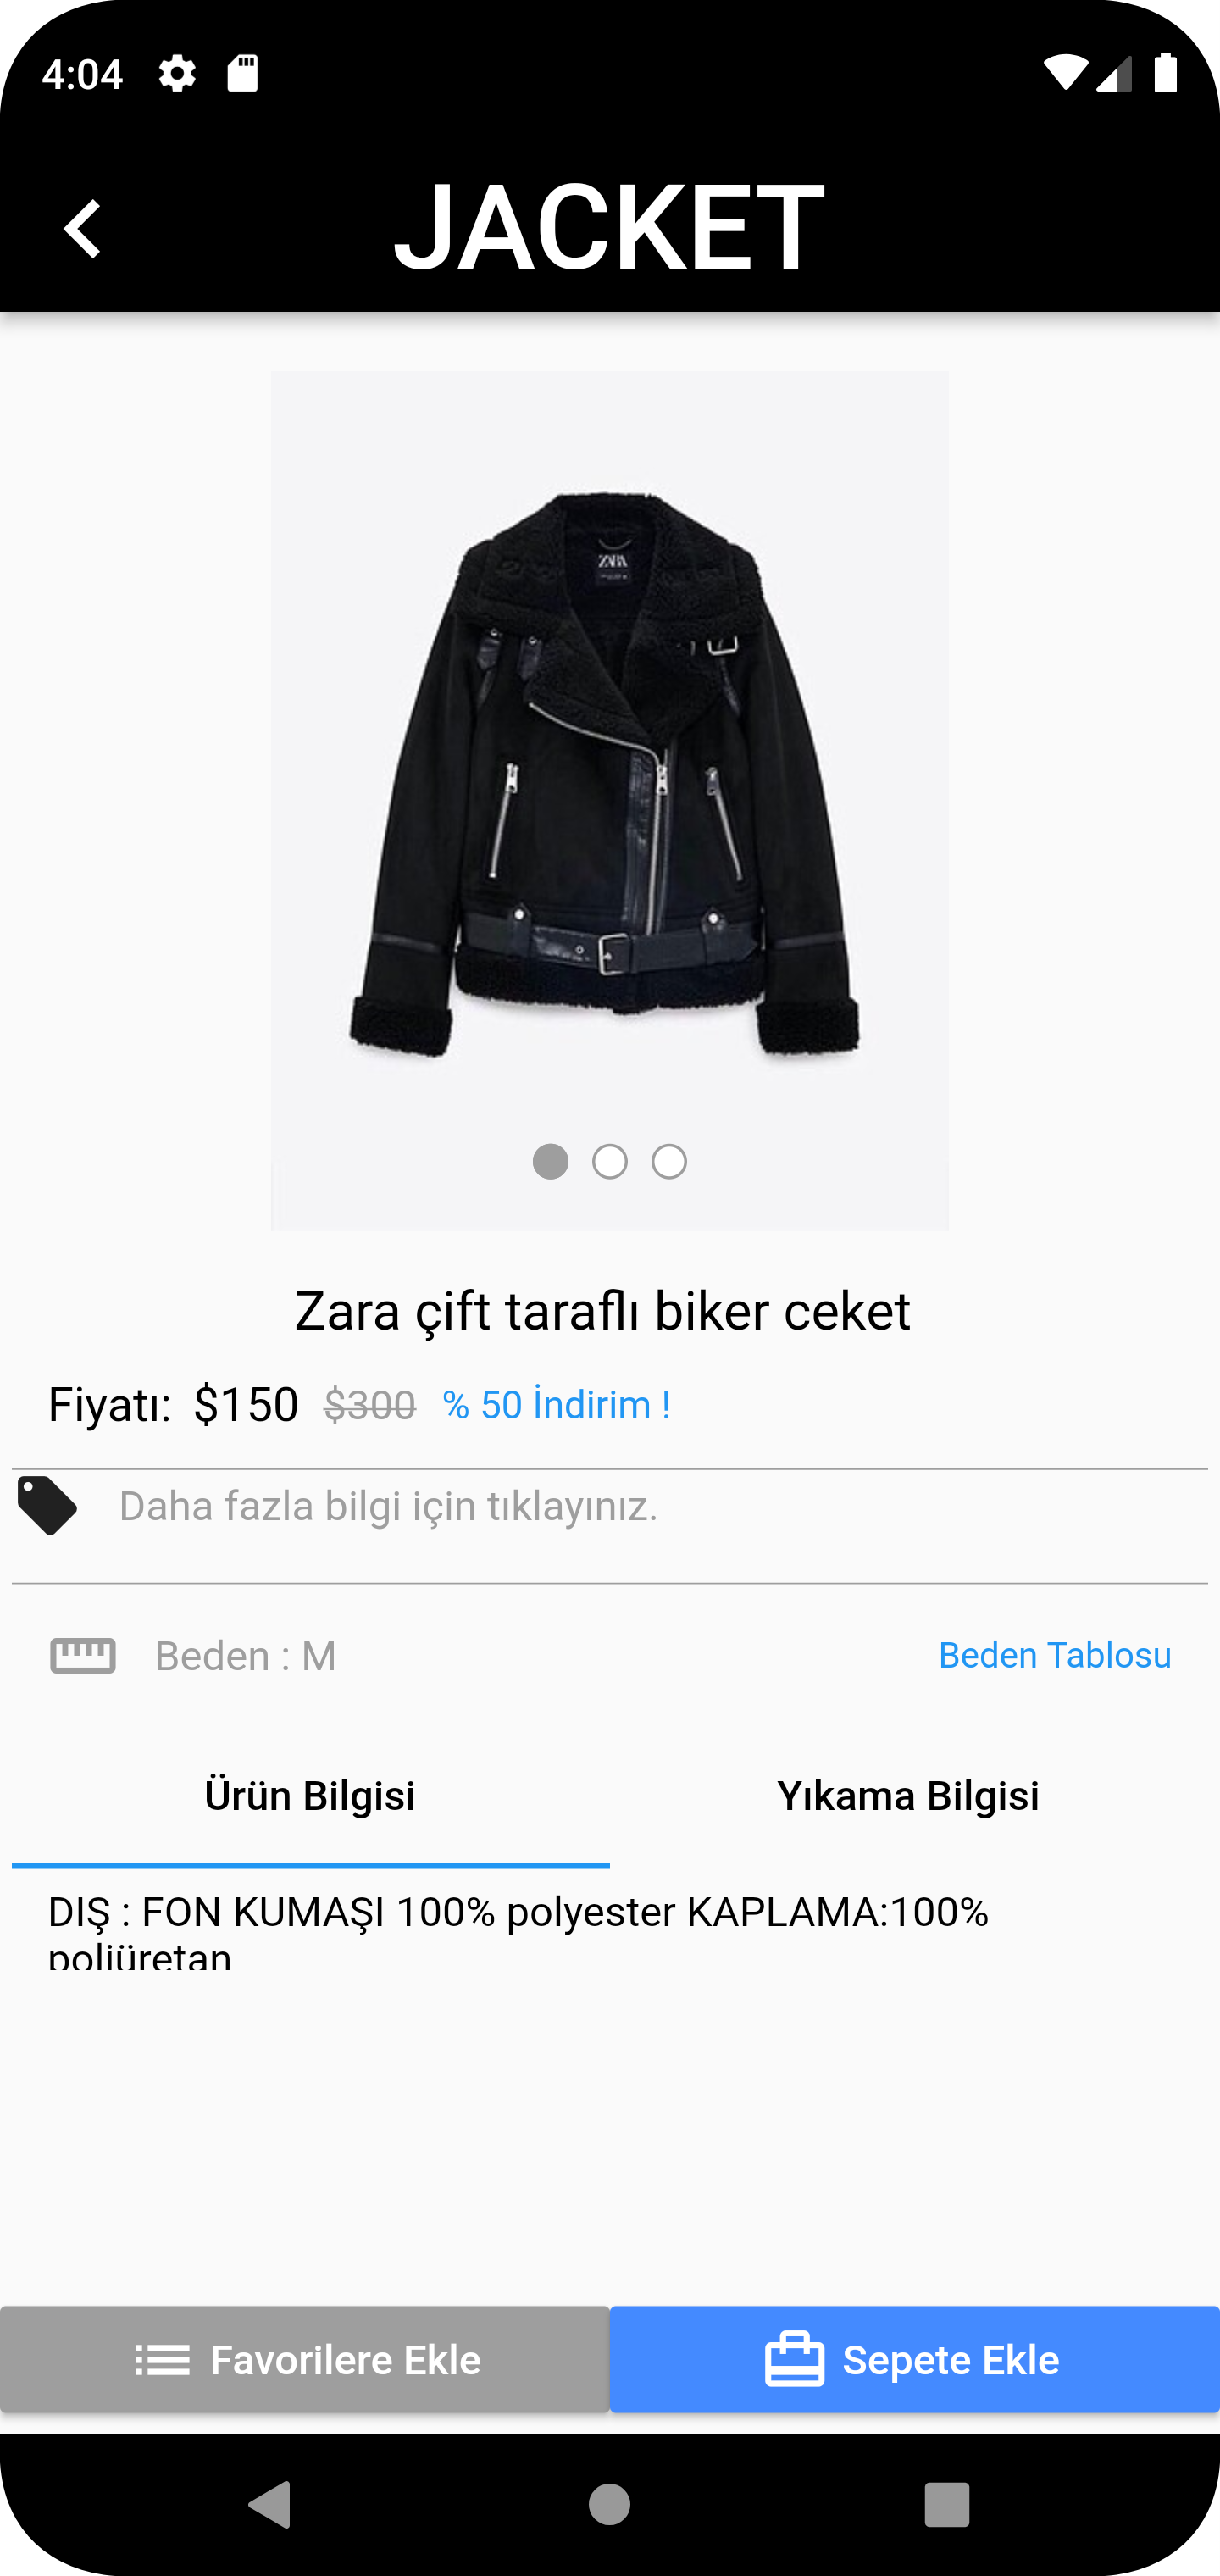 4:04
JACKET
ZARA
Zara çift taraflı biker ceket
Fiyatı: $150 $300 % 50 İndirim !
Daha fazla bilgi için tıklayınız.
Beden : M
Beden Tablosu
Ürün Bilgisi
Yıkama Bilgisi
DIŞ : FON KUMAŞI 100% polyester KAPLAMA:100%
poliüretan
Favorilere Ekle
Sepete Ekle